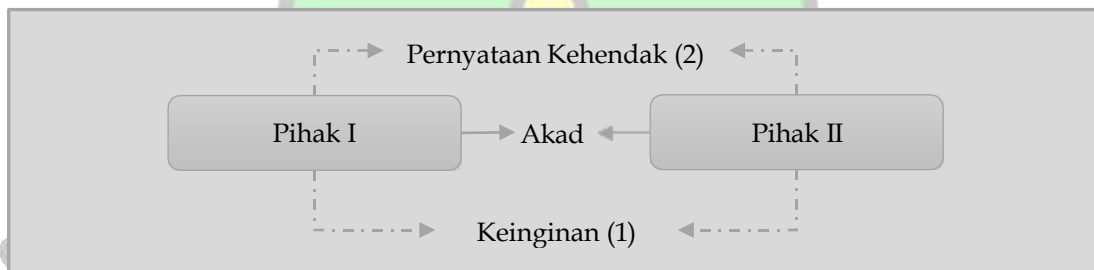 Pernyataan Kehendak (2)
Pihak I
Akad
Pihak II
Keinginan (1)